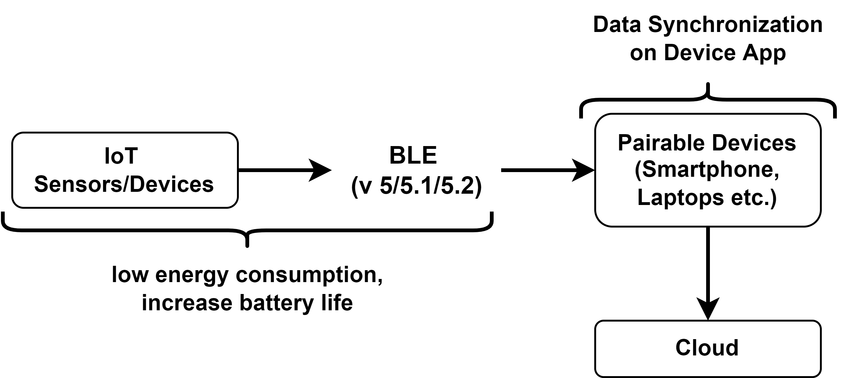 Data Synchronization
on Device App
IoT
Sensors/Devices
BLE
(v 5/5.1/5.2)
Pairable Devices
(Smartphone,
Laptops etc.)
low energy consumption,
increase battery life
Cloud